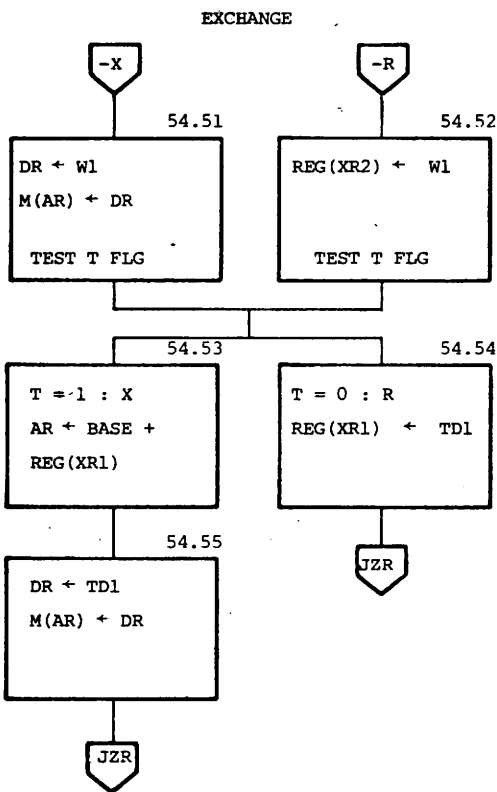 EXCHANGE
-X
-R
54.51
DR ← W1
M(AR) ← DR
TEST T FLG
54.52
REG(XR2) ← W1
TEST T FLG
54.53
T = 1 : X
AR ← BASE +
REG(XR1)
54.54
T = 0 : R
REG(XR1) ← TD1
JZR
54.55
DR ← TD1
M(AR) ← DR
JZR